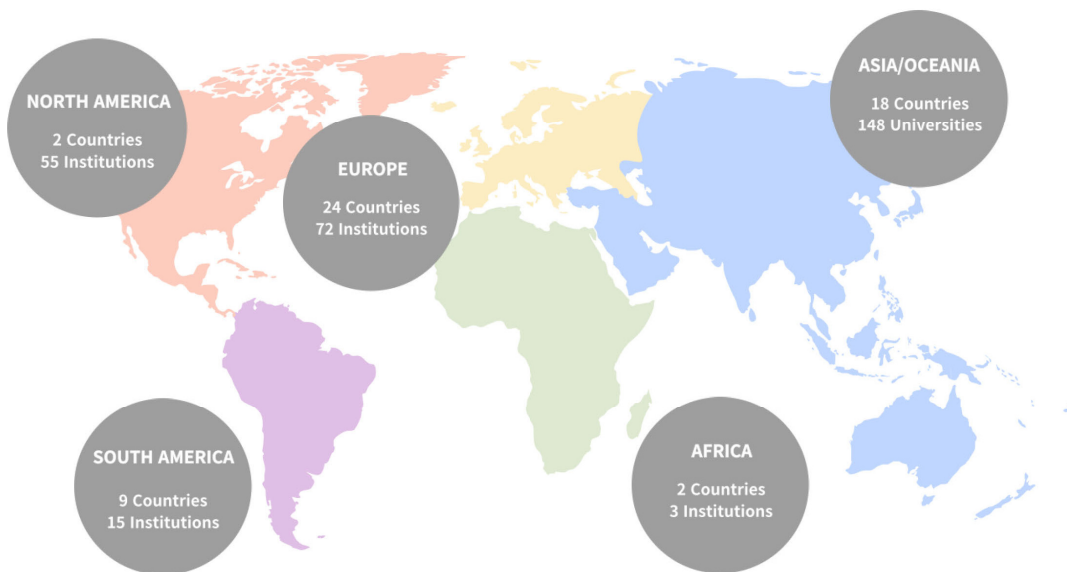 NORTH AMERICA
2 Countries
55 Institutions
EUROPE
24 Countries
72 Institutions
ASIA/OCEANIA
18 Countries
148 Universities
SOUTH AMERICA
9 Countries
15 Institutions
AFRICA
2 Countries
3 Institutions